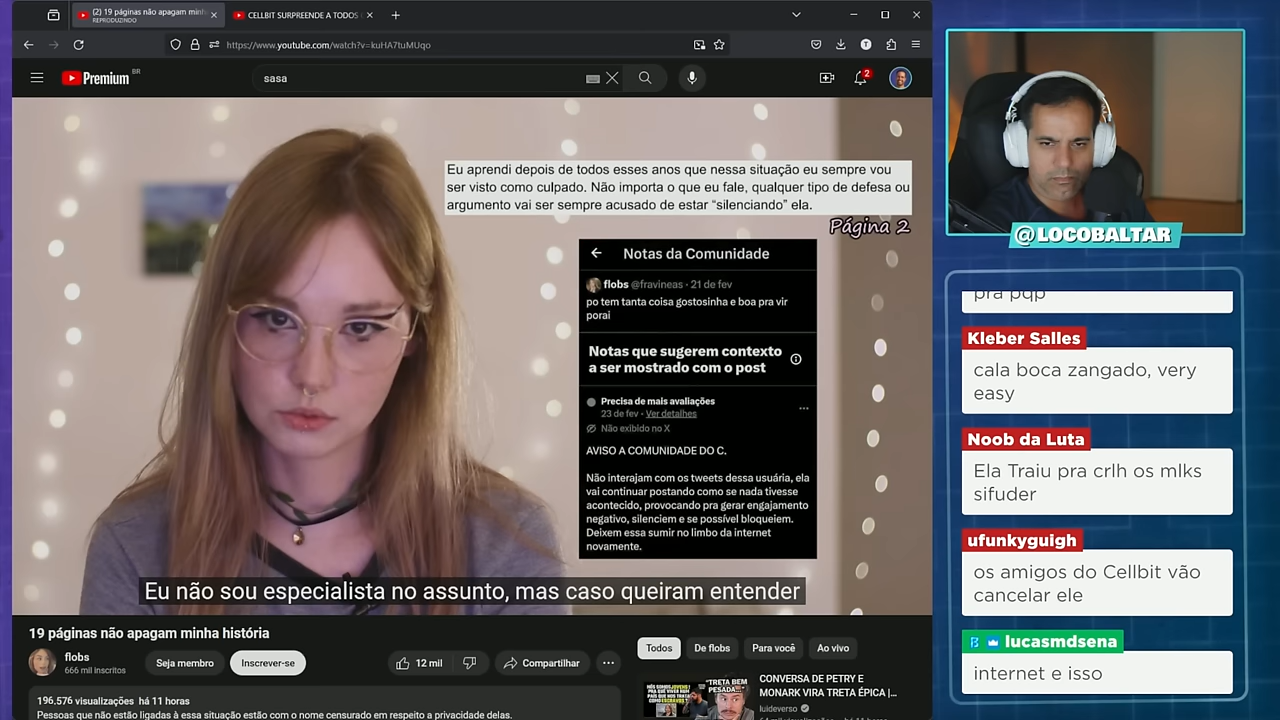 (2) 19 páginas não apagam minh
REPRODUZINDO
CELLBIT SURPREENDE A TODOS
https://www.youtube.com/watch?v=kuHA7tuMUqo
Premium BR
sasa
2
Eu aprendi depois de todos esses anos que nessa situação eu sempre vou
ser visto como culpado. Não importa o que eu fale, qualquer tipo de defesa ou
argumento vai ser sempre acusado de estar “silenciando” ela.
Página 2
Notas da Comunidade
flobs @fravineas · 21 de fev
po tem tanta coisa gostosinha e boa pra vir
porai
Notas que sugerem contexto
a ser mostrado com o post
Precisa de mais avaliações
23 de fev · Ver detalhes
Não exibido no X
AVISO A COMUNIDADE DO C.
Não interajam com os tweets dessa usuária, ela
vai continuar postando como se nada tivesse
acontecido, provocando pra gerar engajamento
negativo, silenciem e se possível bloqueiem.
Deixem essa sumir no limbo da internet
novamente.
Eu não sou especialista no assunto, mas caso queiram entender
19 páginas não apagam minha história
flobs
666 mil inscritos
Seja membro
Inscrever-se
12 mil
Compartilhar
196.576 visualizações há 11 horas
Pessoas que não estão ligadas à essa situação estão com o nome censurado em respeito a privacidade delas.
Todos
De flobs
Para você
Ao vivo
"TRETA BEM
PESADA..."
CONVERSA DE PETRY E
MONARK VIRA TRETA ÉPICA |...
luideverso
@LOCOBALTAR
pra pqp
Kleber Salles
cala boca zangado, very
easy
Noob da Luta
Ela Traiu pra crlh os mlks
sifuder
ufunkyguigh
os amigos do Cellbit vão
cancelar ele
lucasmdsena
internet e isso